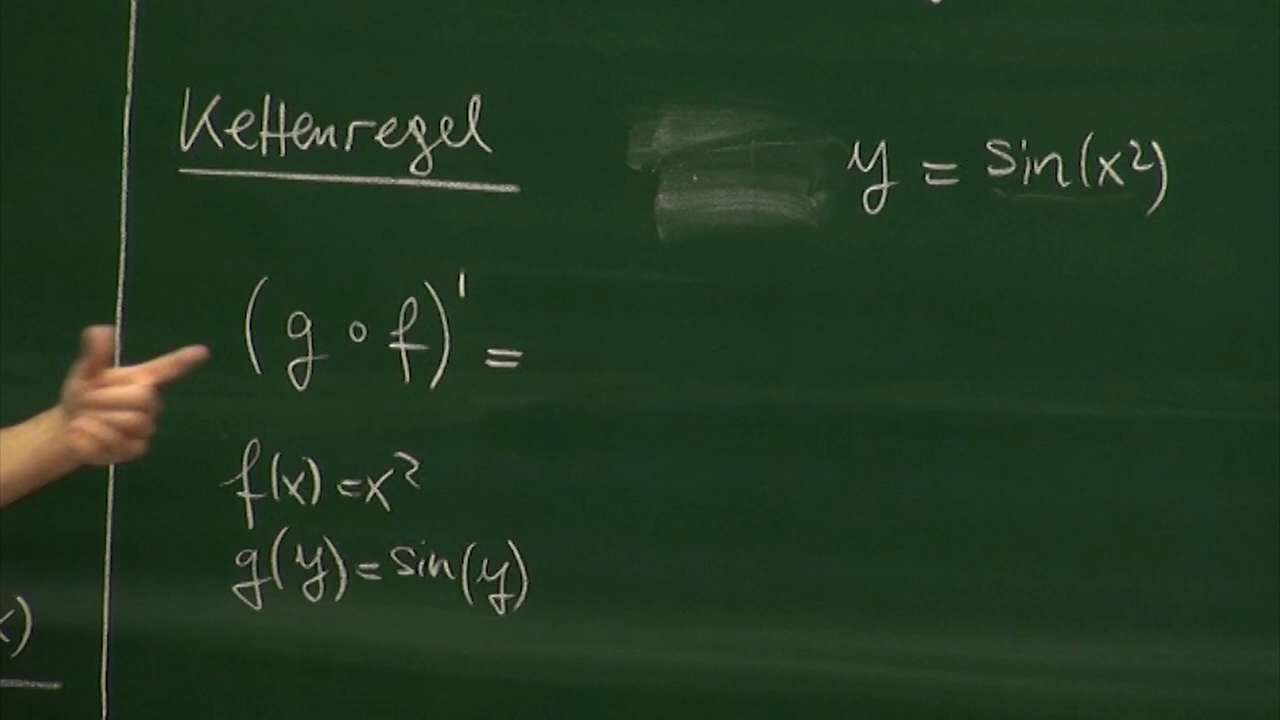 Kettenregel
y = sin(x²)
(g ∘ f)' =
f(x) = x²
g(y) = sin(y)
x)